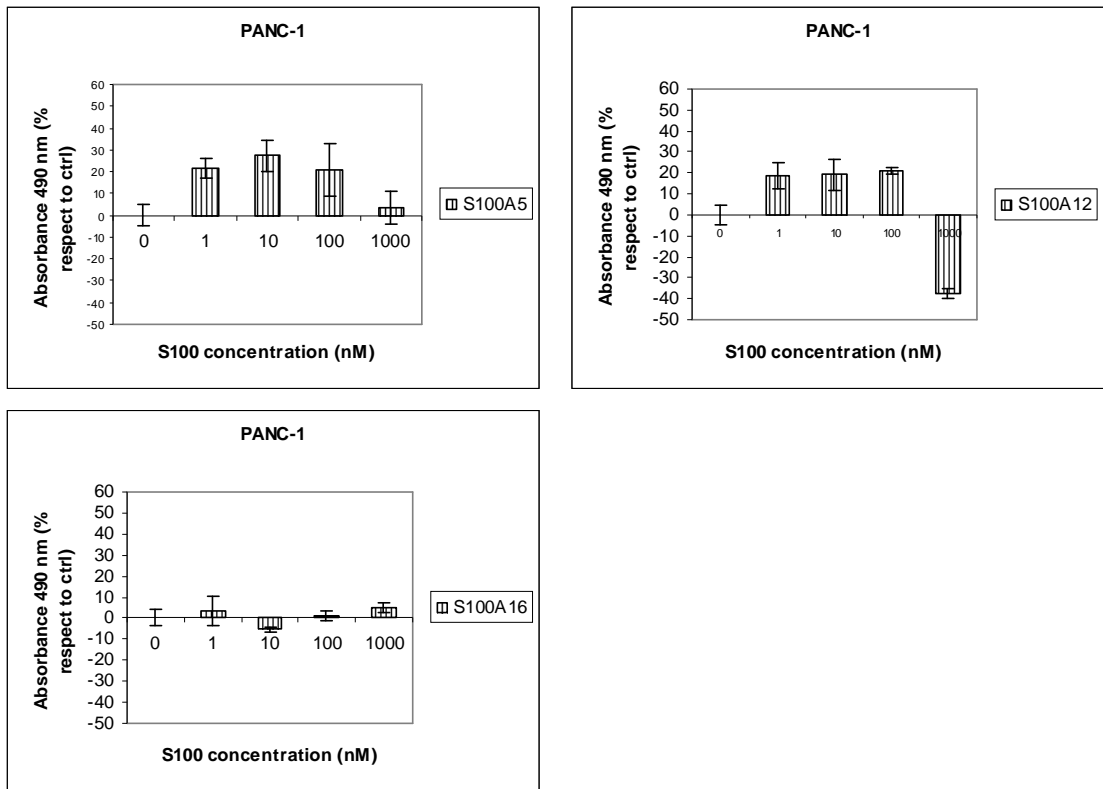 PANC-1
Absorbance 490 nm (%
respect to ctrl)
60
50
40
30
20
10
0
-10
-20
-30
-40
-50
0 1 10 100 1000
S100 concentration (nM)
S100A5
PANC-1
Absorbance 490 nm (%
respect to ctrl)
60
50
40
30
20
10
0
-10
-20
-30
-40
-50
0 1 10 100 1000
S100 concentration (nM)
S100A12
PANC-1
Absorbance 490 nm (%
respect to ctrl)
60
50
40
30
20
10
0
-10
-20
-30
-40
-50
0 1 10 100 1000
S100 concentration (nM)
S100A16